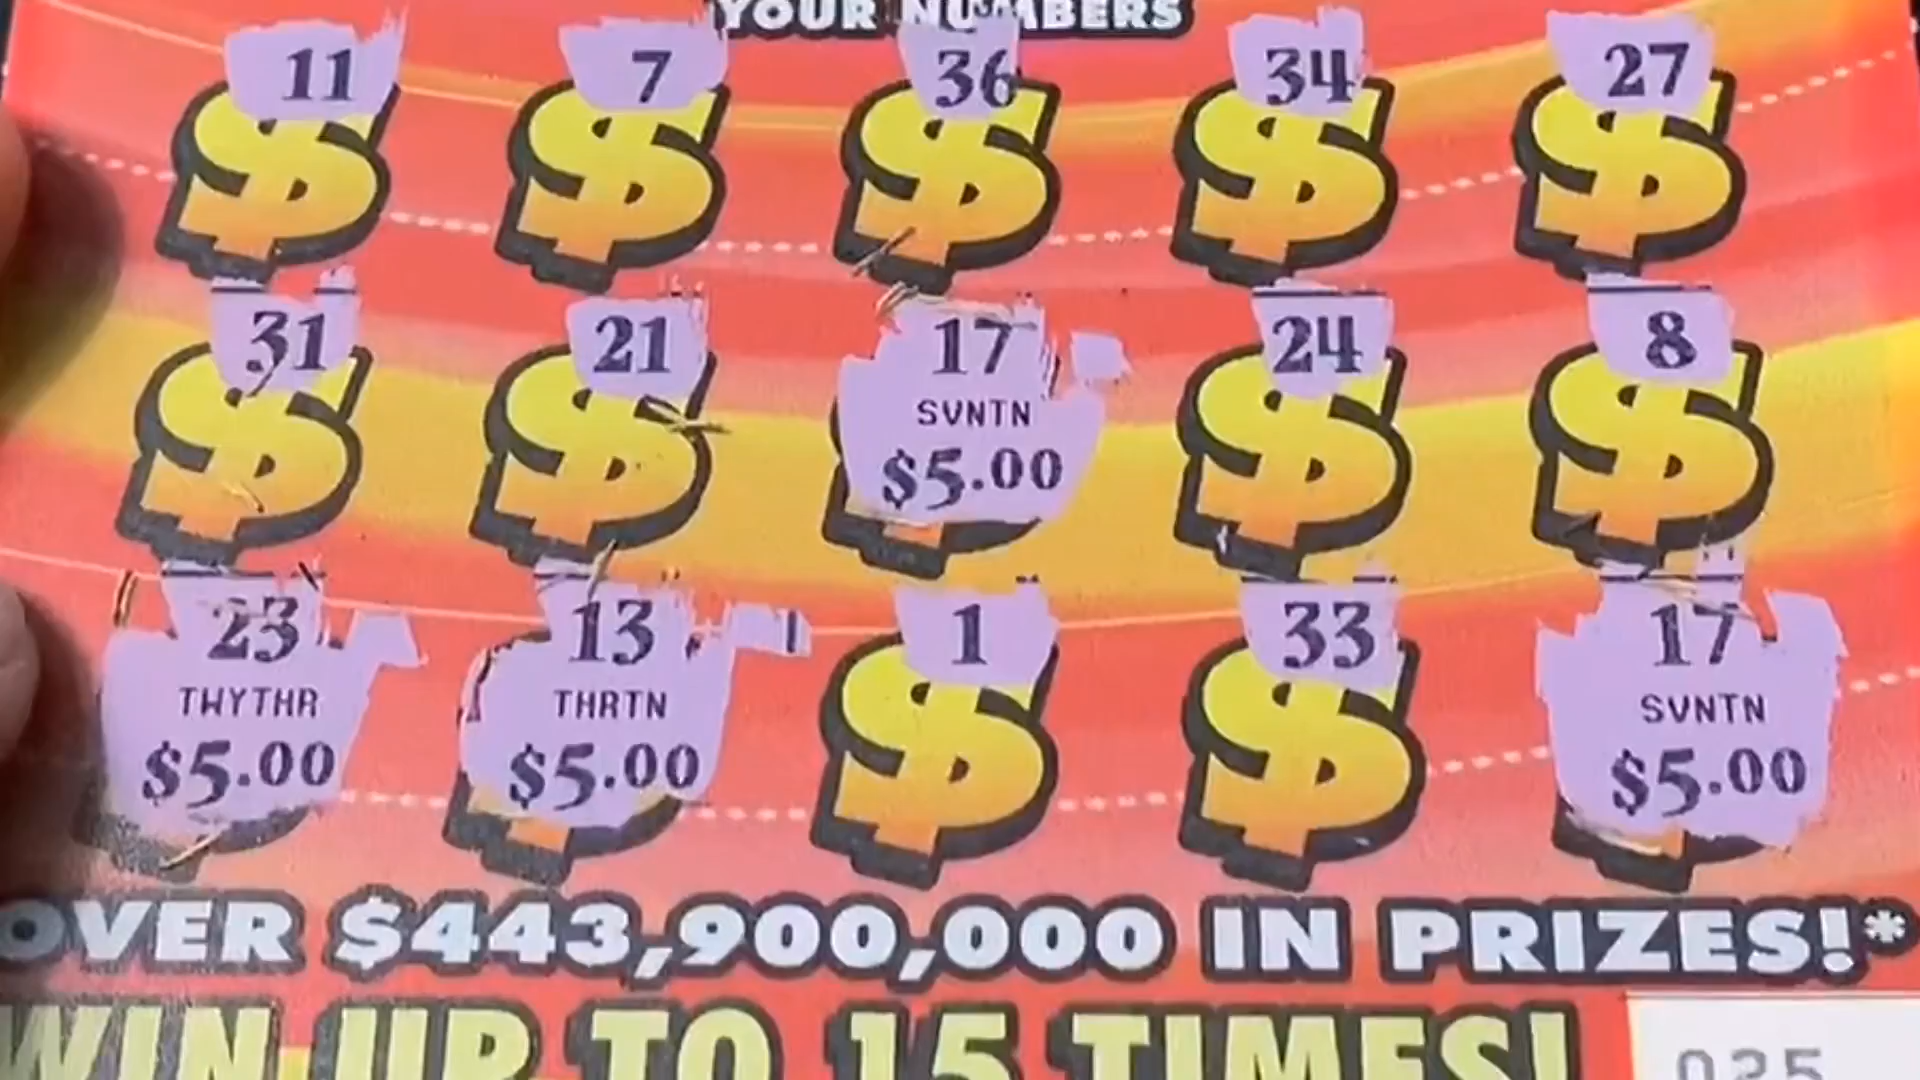 YOUR NUMBERS
11 7 36 34 27
31 21 17 24 8
SVNTN
$5.00
23 13 1 33 17
TWYTHR THRTN SVNTN
$5.00 $5.00 $5.00
OVER $443,900,000 IN PRIZES!*
WIN UP TO 15 TIMES!
025